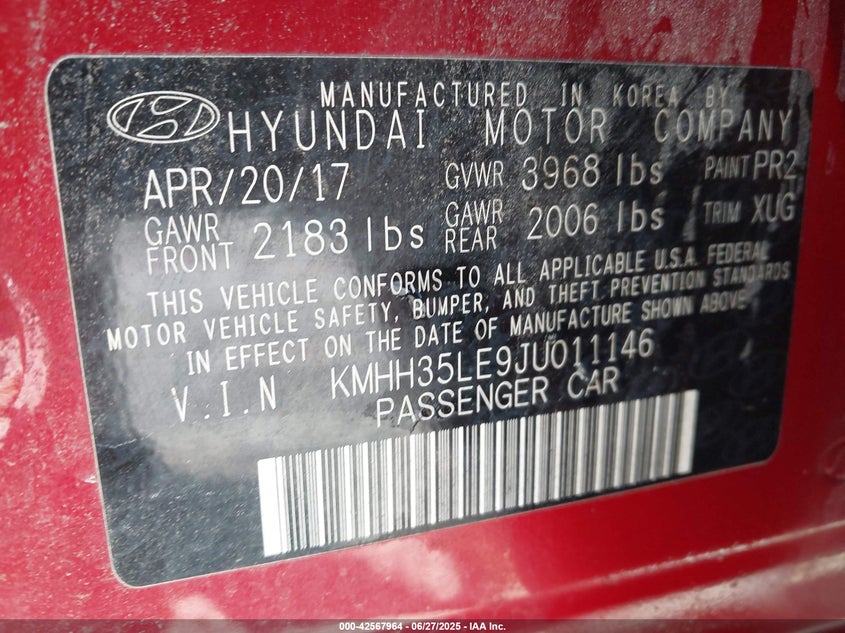 MANUFACTURED IN KOREA BY
HYUNDAI MOTOR COMPANY
APR/20/17 GVWR 3968 lbs PAINT PR2
GAWR FRONT 2183 lbs GAWR REAR 2006 lbs TRIM XUG
THIS VEHICLE CONFORMS TO ALL APPLICABLE U.S.A. FEDERAL
MOTOR VEHICLE SAFETY, BUMPER, AND THEFT PREVENTION STANDARDS
IN EFFECT ON THE DATE OF MANUFACTURE SHOWN ABOVE
V.I.N KMHH35LE9JU011146
PASSENGER CAR
000-42567964 - 06/27/2025 - IAA Inc.